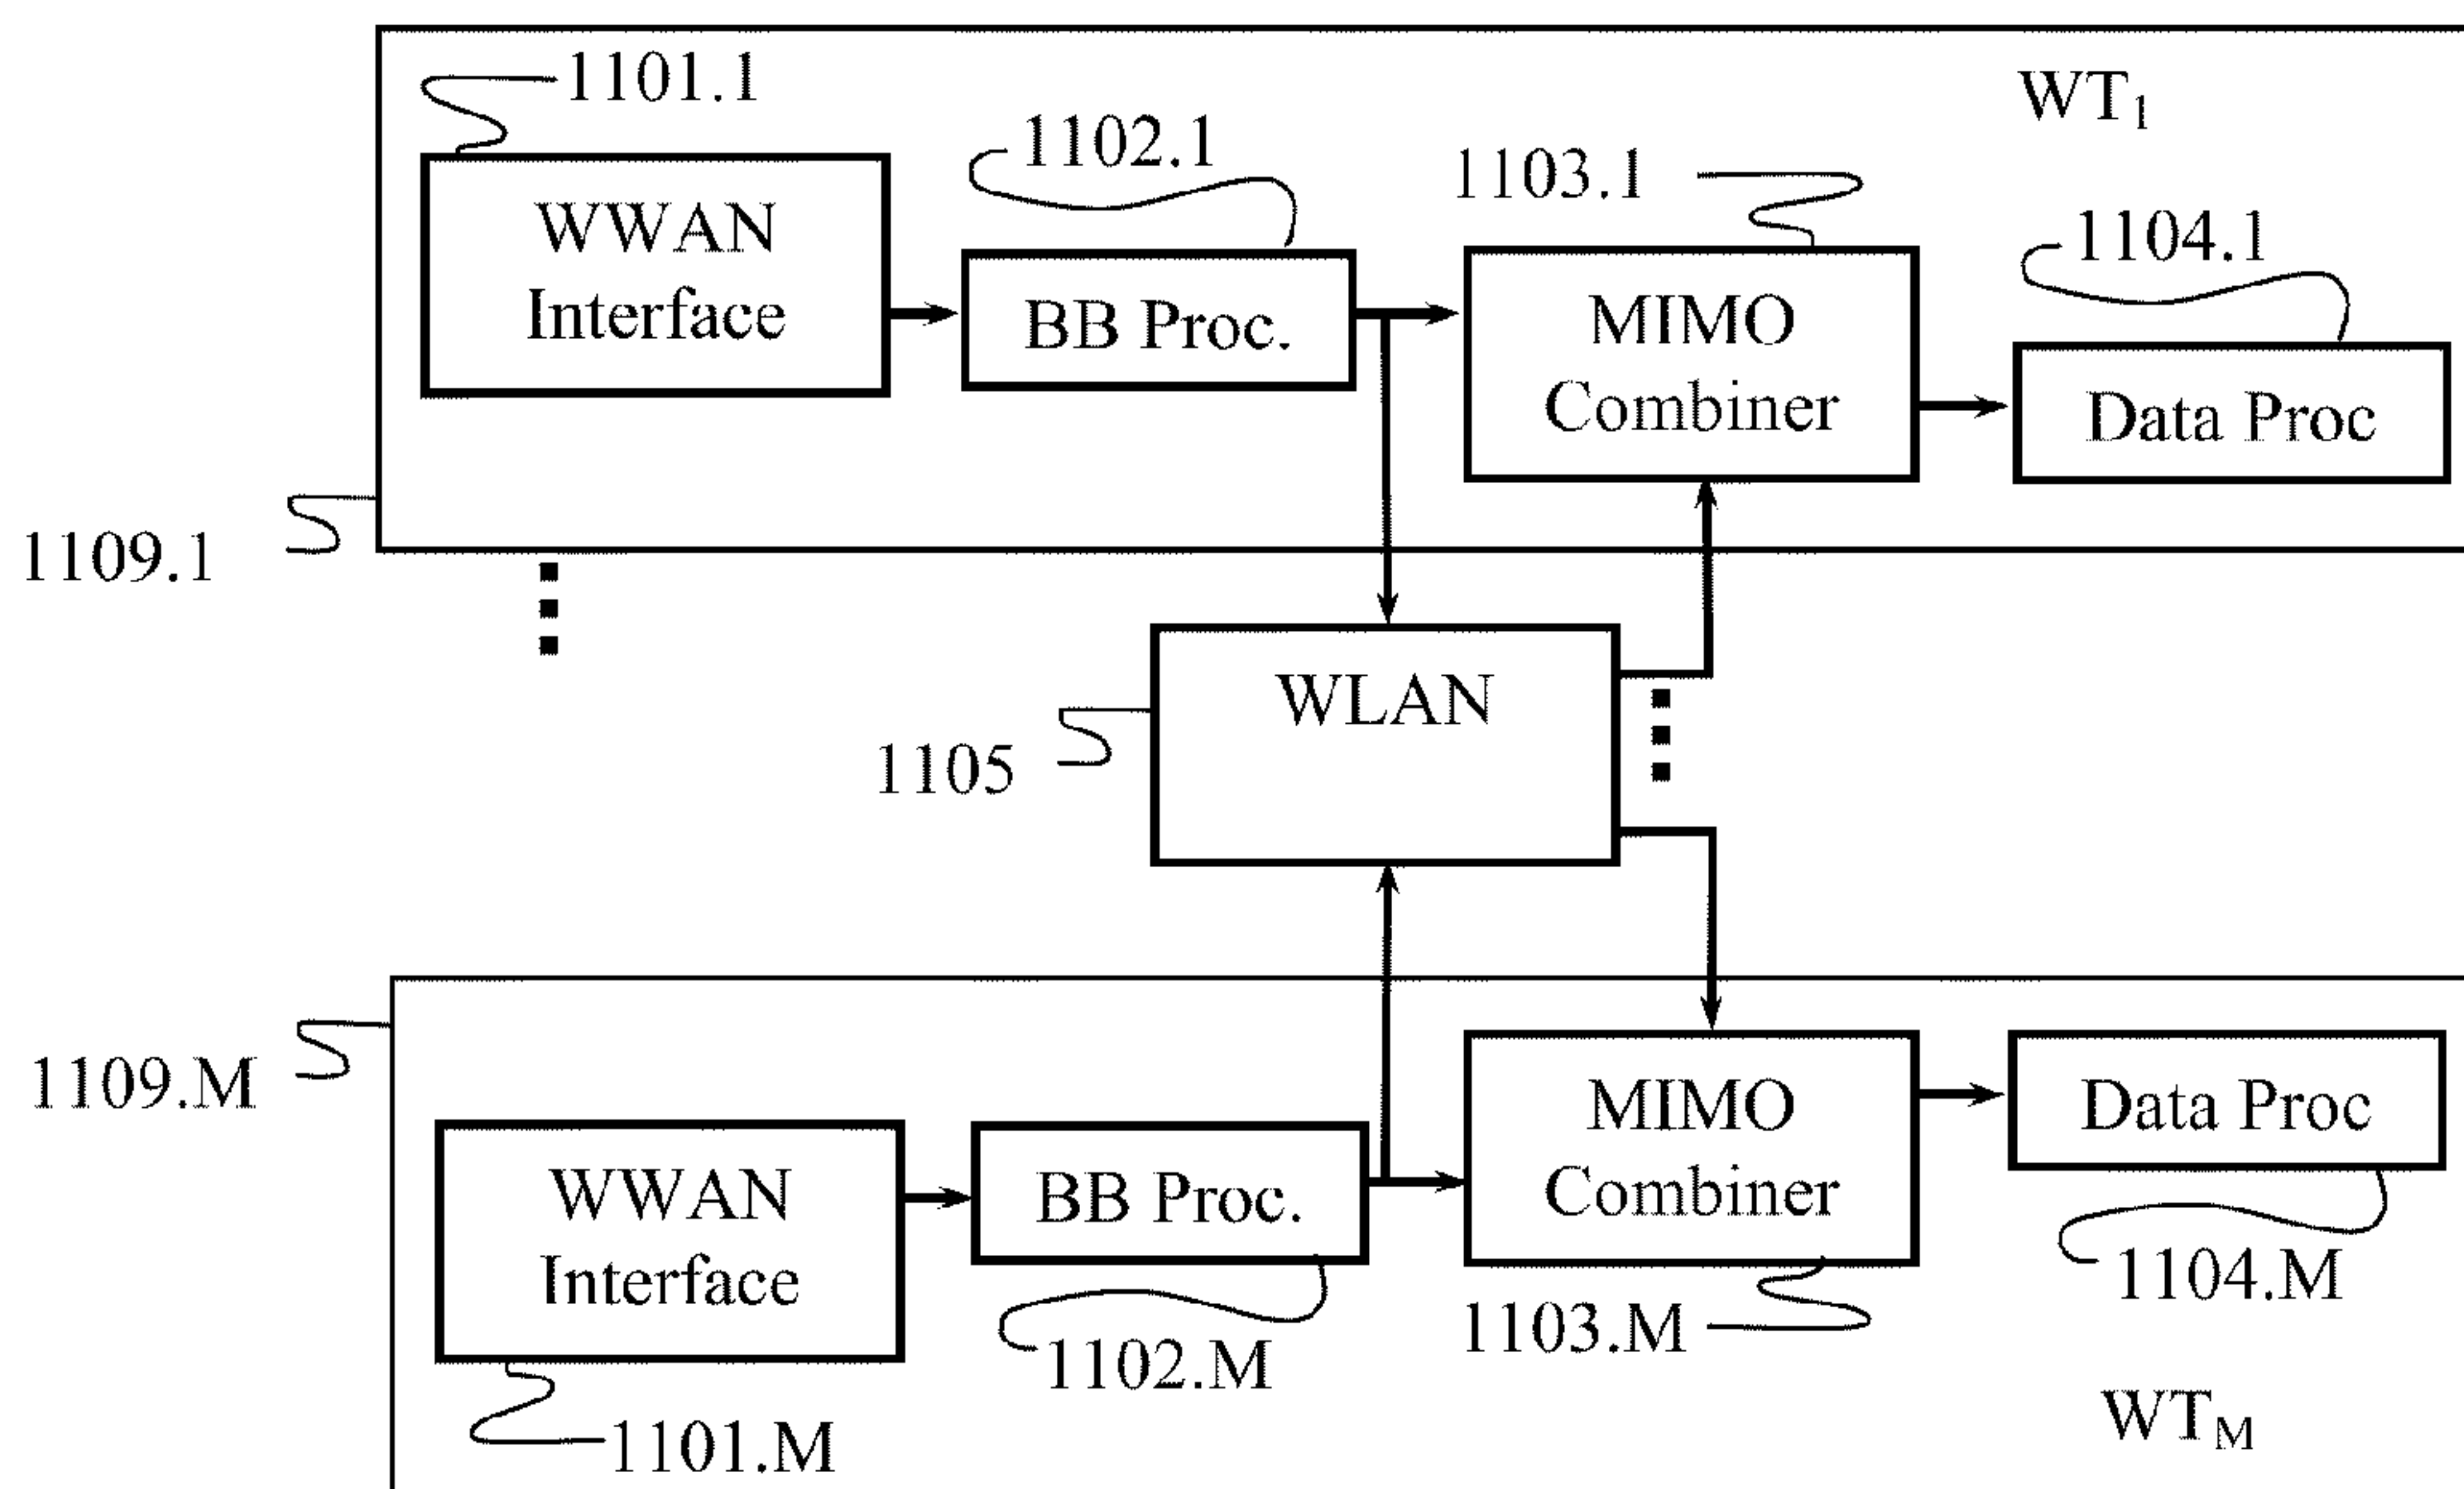 1101.1
WT1
1102.1
1103.1
1104.1
WWAN
Interface
BB Proc.
MIMO
Combiner
Data Proc
1109.1
WLAN
1105
1109.M
WWAN
Interface
BB Proc.
MIMO
Combiner
Data Proc
1104.M
1103.M
1102.M
1101.M
WTM